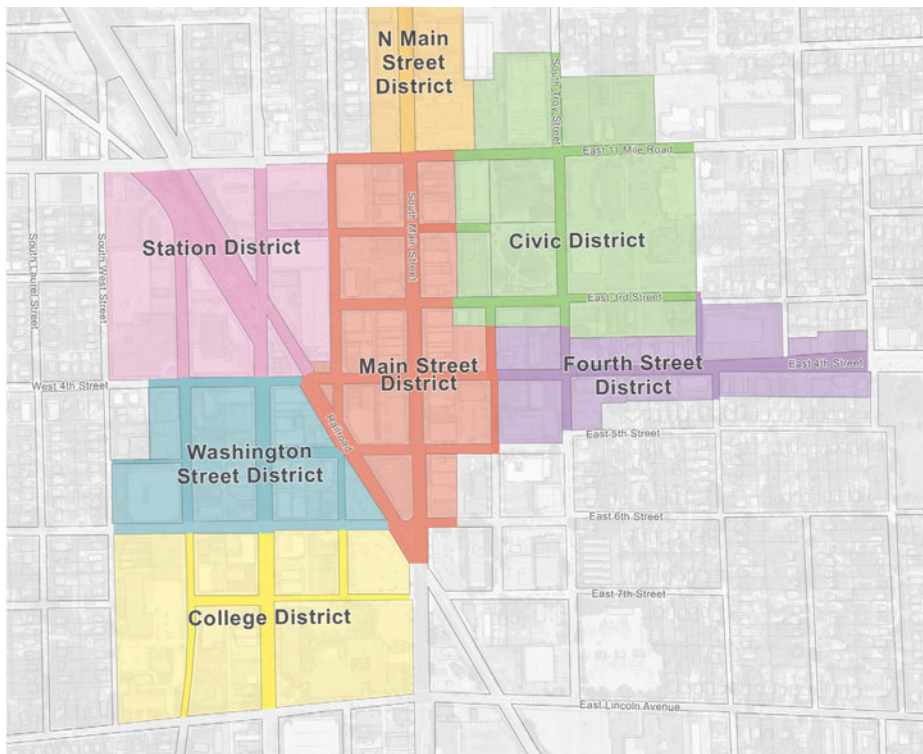 N Main
Street
District
South Troy Street
East 11 Mile Road
South Main Street
Station District
Civic District
South Laurel Street
South West Street
East 3rd Street
Main Street
District
Fourth Street
District
East 4th Street
West 4th Street
Railroad
East 5th Street
Washington
Street District
East 6th Street
East 7th Street
College District
East Lincoln Avenue